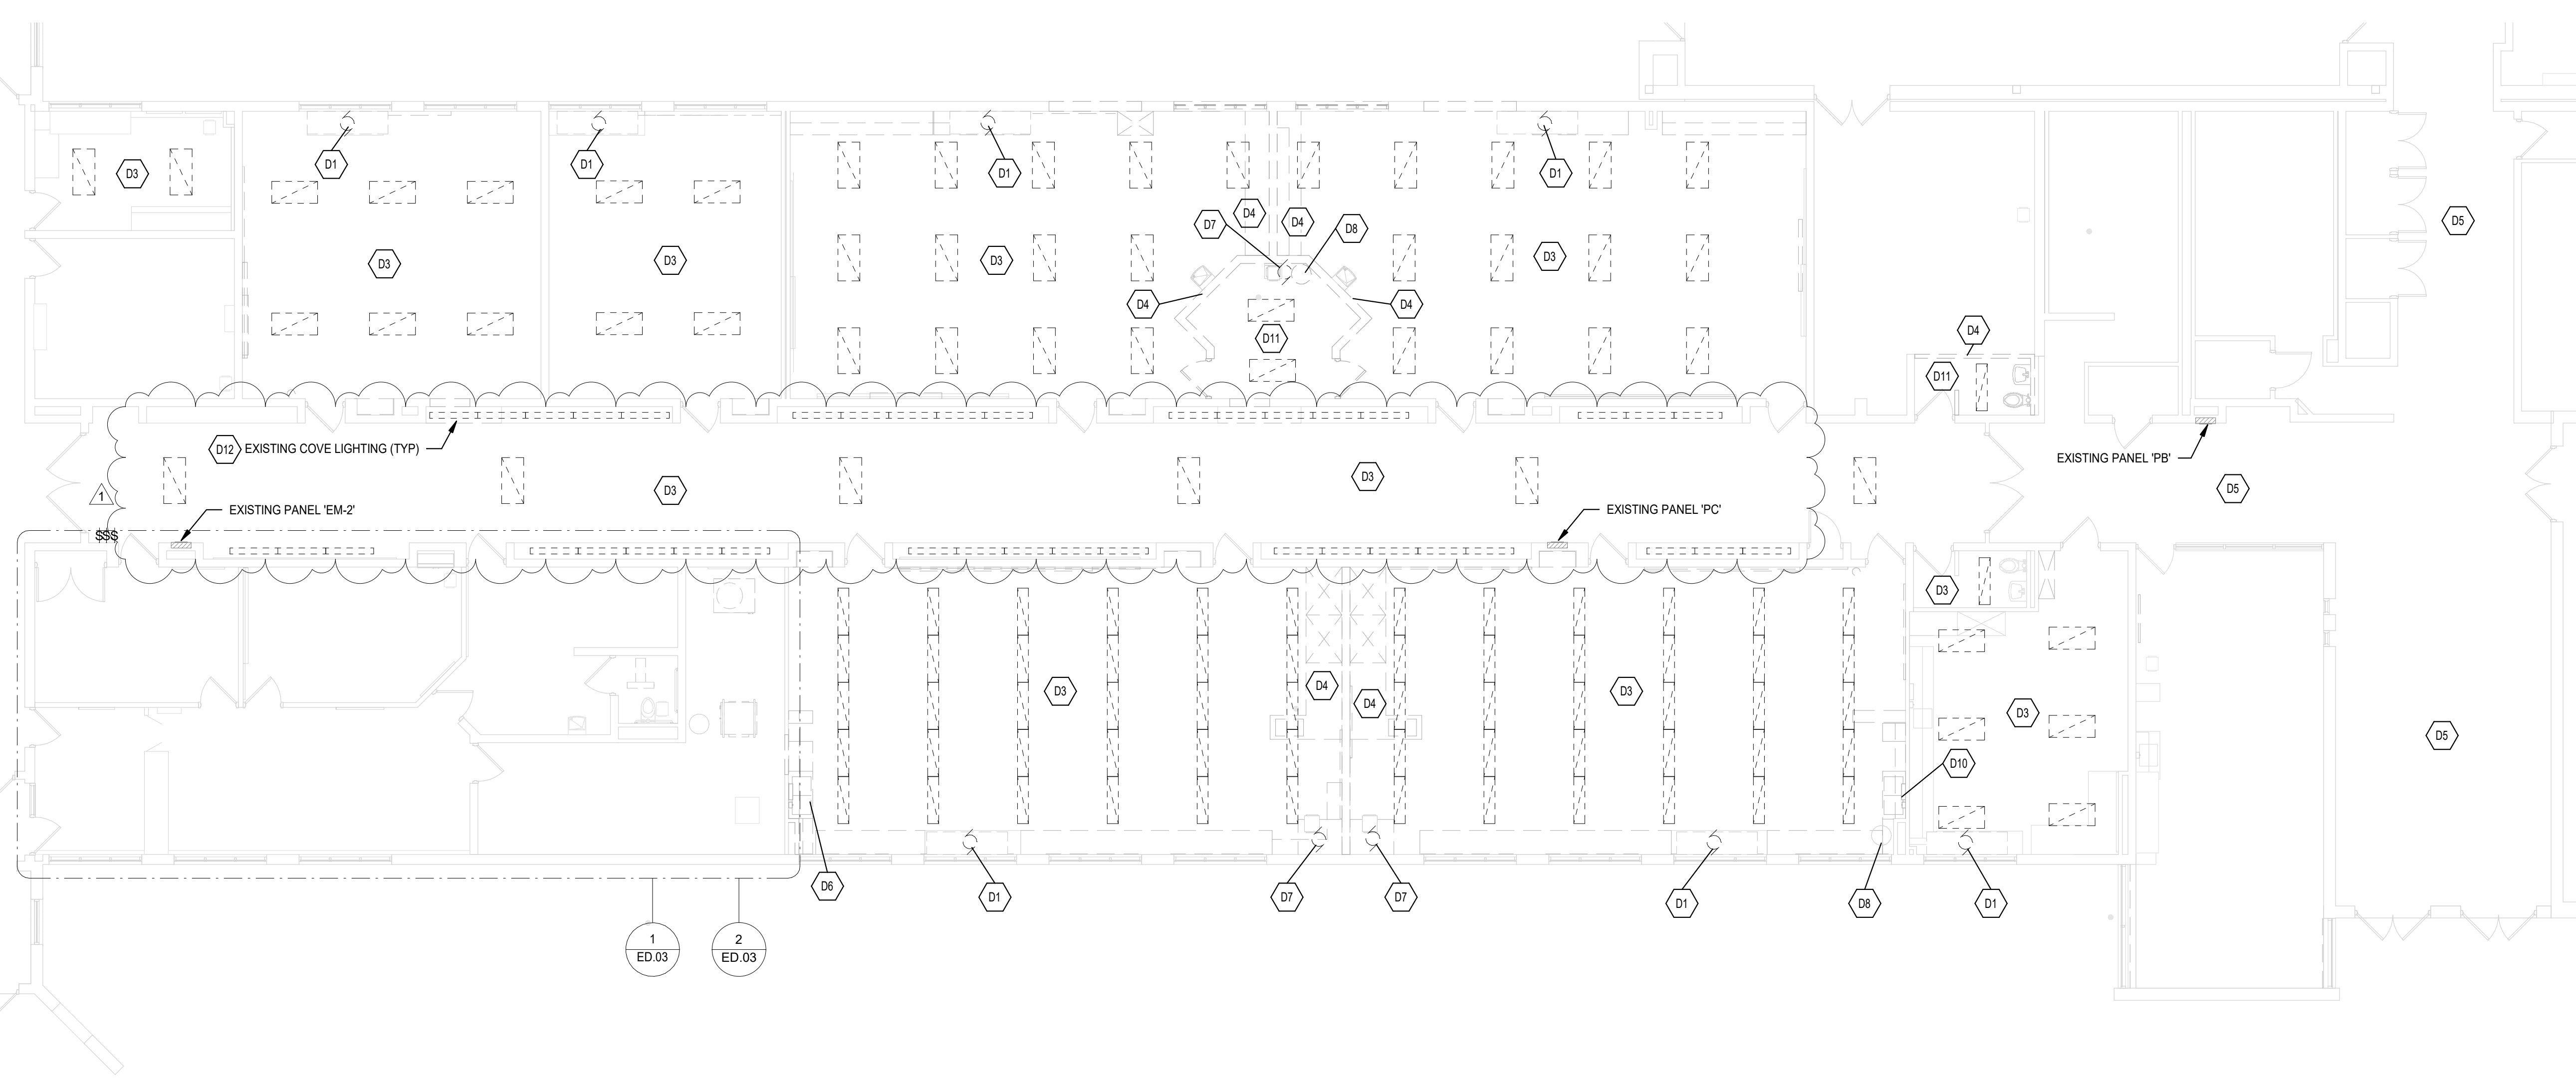 D3
D1
D1
D1
D1
D4
D4
D7
D8
D5
D3
D3
D3
D3
D4
D4
D11
D4
D11
D12 EXISTING COVE LIGHTING (TYP)
EXISTING PANEL 'PB'
D3
D3
D5
1
EXISTING PANEL 'EM-2'
EXISTING PANEL 'PC'
$$$
D3
D3
D4
D4
D3
D3
D5
D10
D6
D1
D7
D7
D1
D8
D1
1
ED.03
2
ED.03